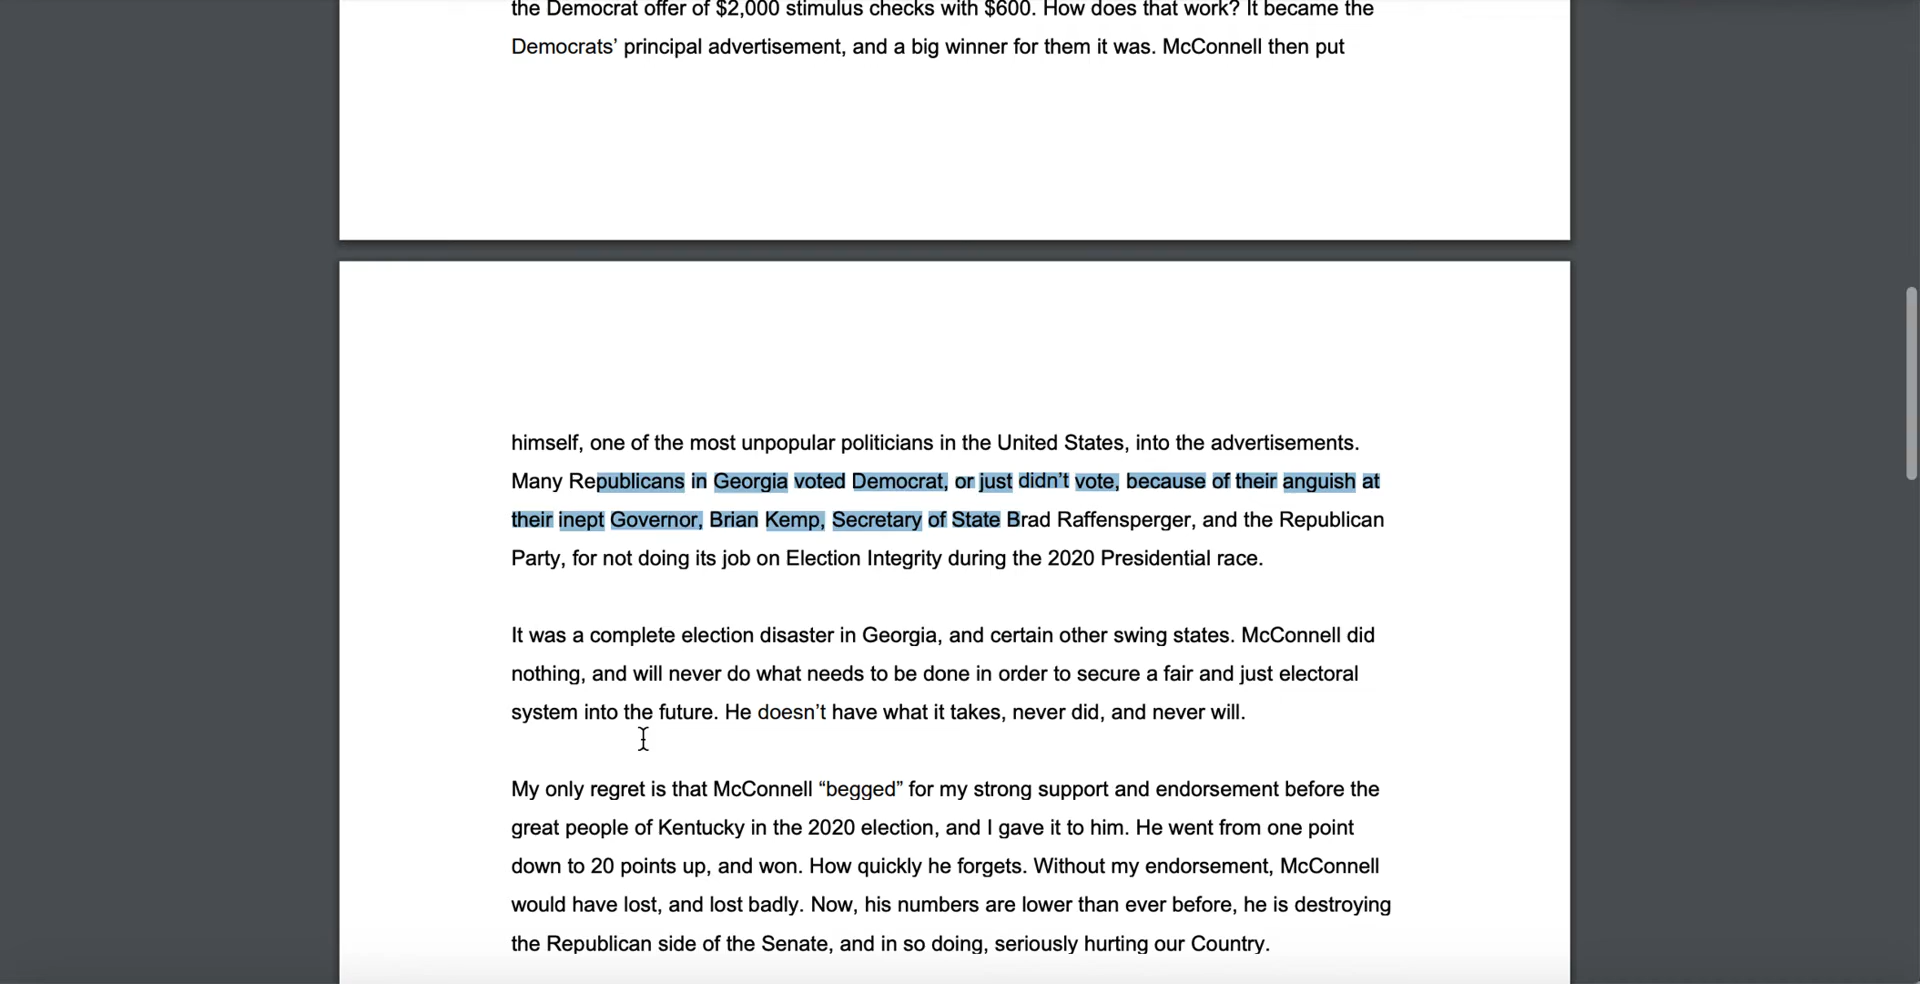 the Democrat offer of $2,000 stimulus checks with $600. How does that work? It became the
Democrats’ principal advertisement, and a big winner for them it was. McConnell then put
himself, one of the most unpopular politicians in the United States, into the advertisements.
Many Republicans in Georgia voted Democrat, or just didn’t vote, because of their anguish at
their inept Governor, Brian Kemp, Secretary of State Brad Raffensperger, and the Republican
Party, for not doing its job on Election Integrity during the 2020 Presidential race.
It was a complete election disaster in Georgia, and certain other swing states. McConnell did
nothing, and will never do what needs to be done in order to secure a fair and just electoral
system into the future. He doesn’t have what it takes, never did, and never will.
My only regret is that McConnell “begged” for my strong support and endorsement before the
great people of Kentucky in the 2020 election, and I gave it to him. He went from one point
down to 20 points up, and won. How quickly he forgets. Without my endorsement, McConnell
would have lost, and lost badly. Now, his numbers are lower than ever before, he is destroying
the Republican side of the Senate, and in so doing, seriously hurting our Country.